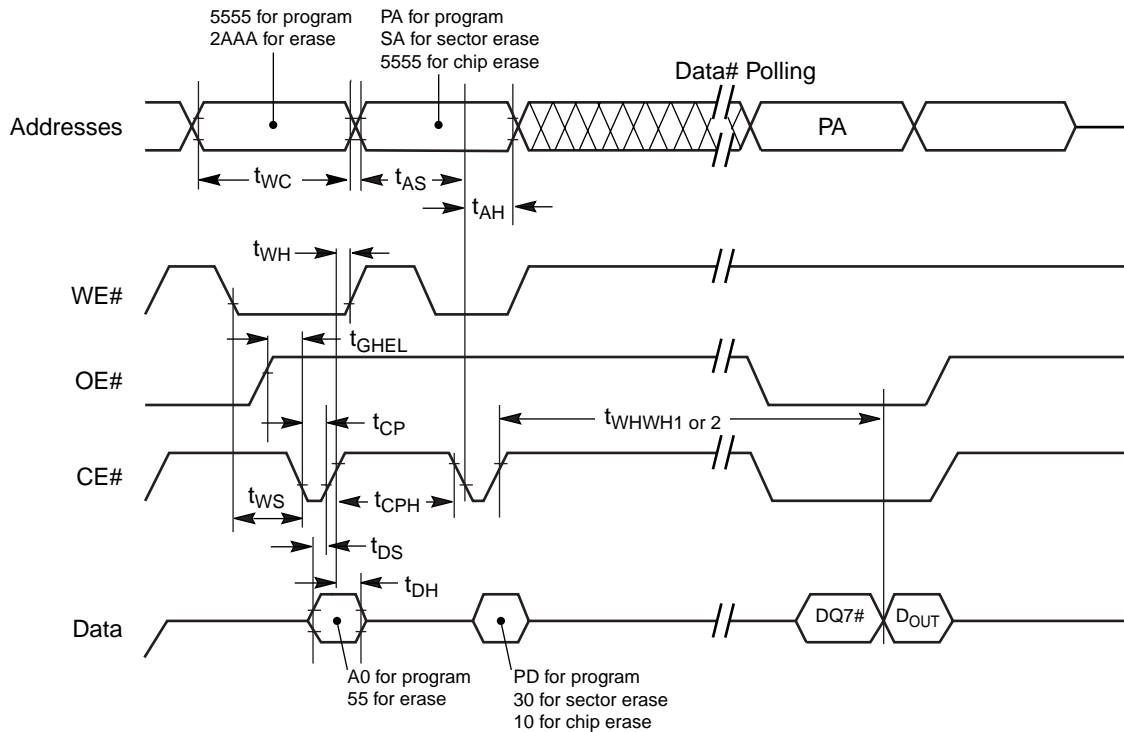 5555 for program
2AAA for erase
PA for program
SA for sector erase
5555 for chip erase
Data# Polling
Addresses
PA
tWC
tAS
tAH
tWH
WE#
tGHEL
OE#
tWHWH1 or 2
tCP
CE#
tWS
tCPH
tDS
tDH
Data
DQ7#
DOUT
A0 for program
55 for erase
PD for program
30 for sector erase
10 for chip erase